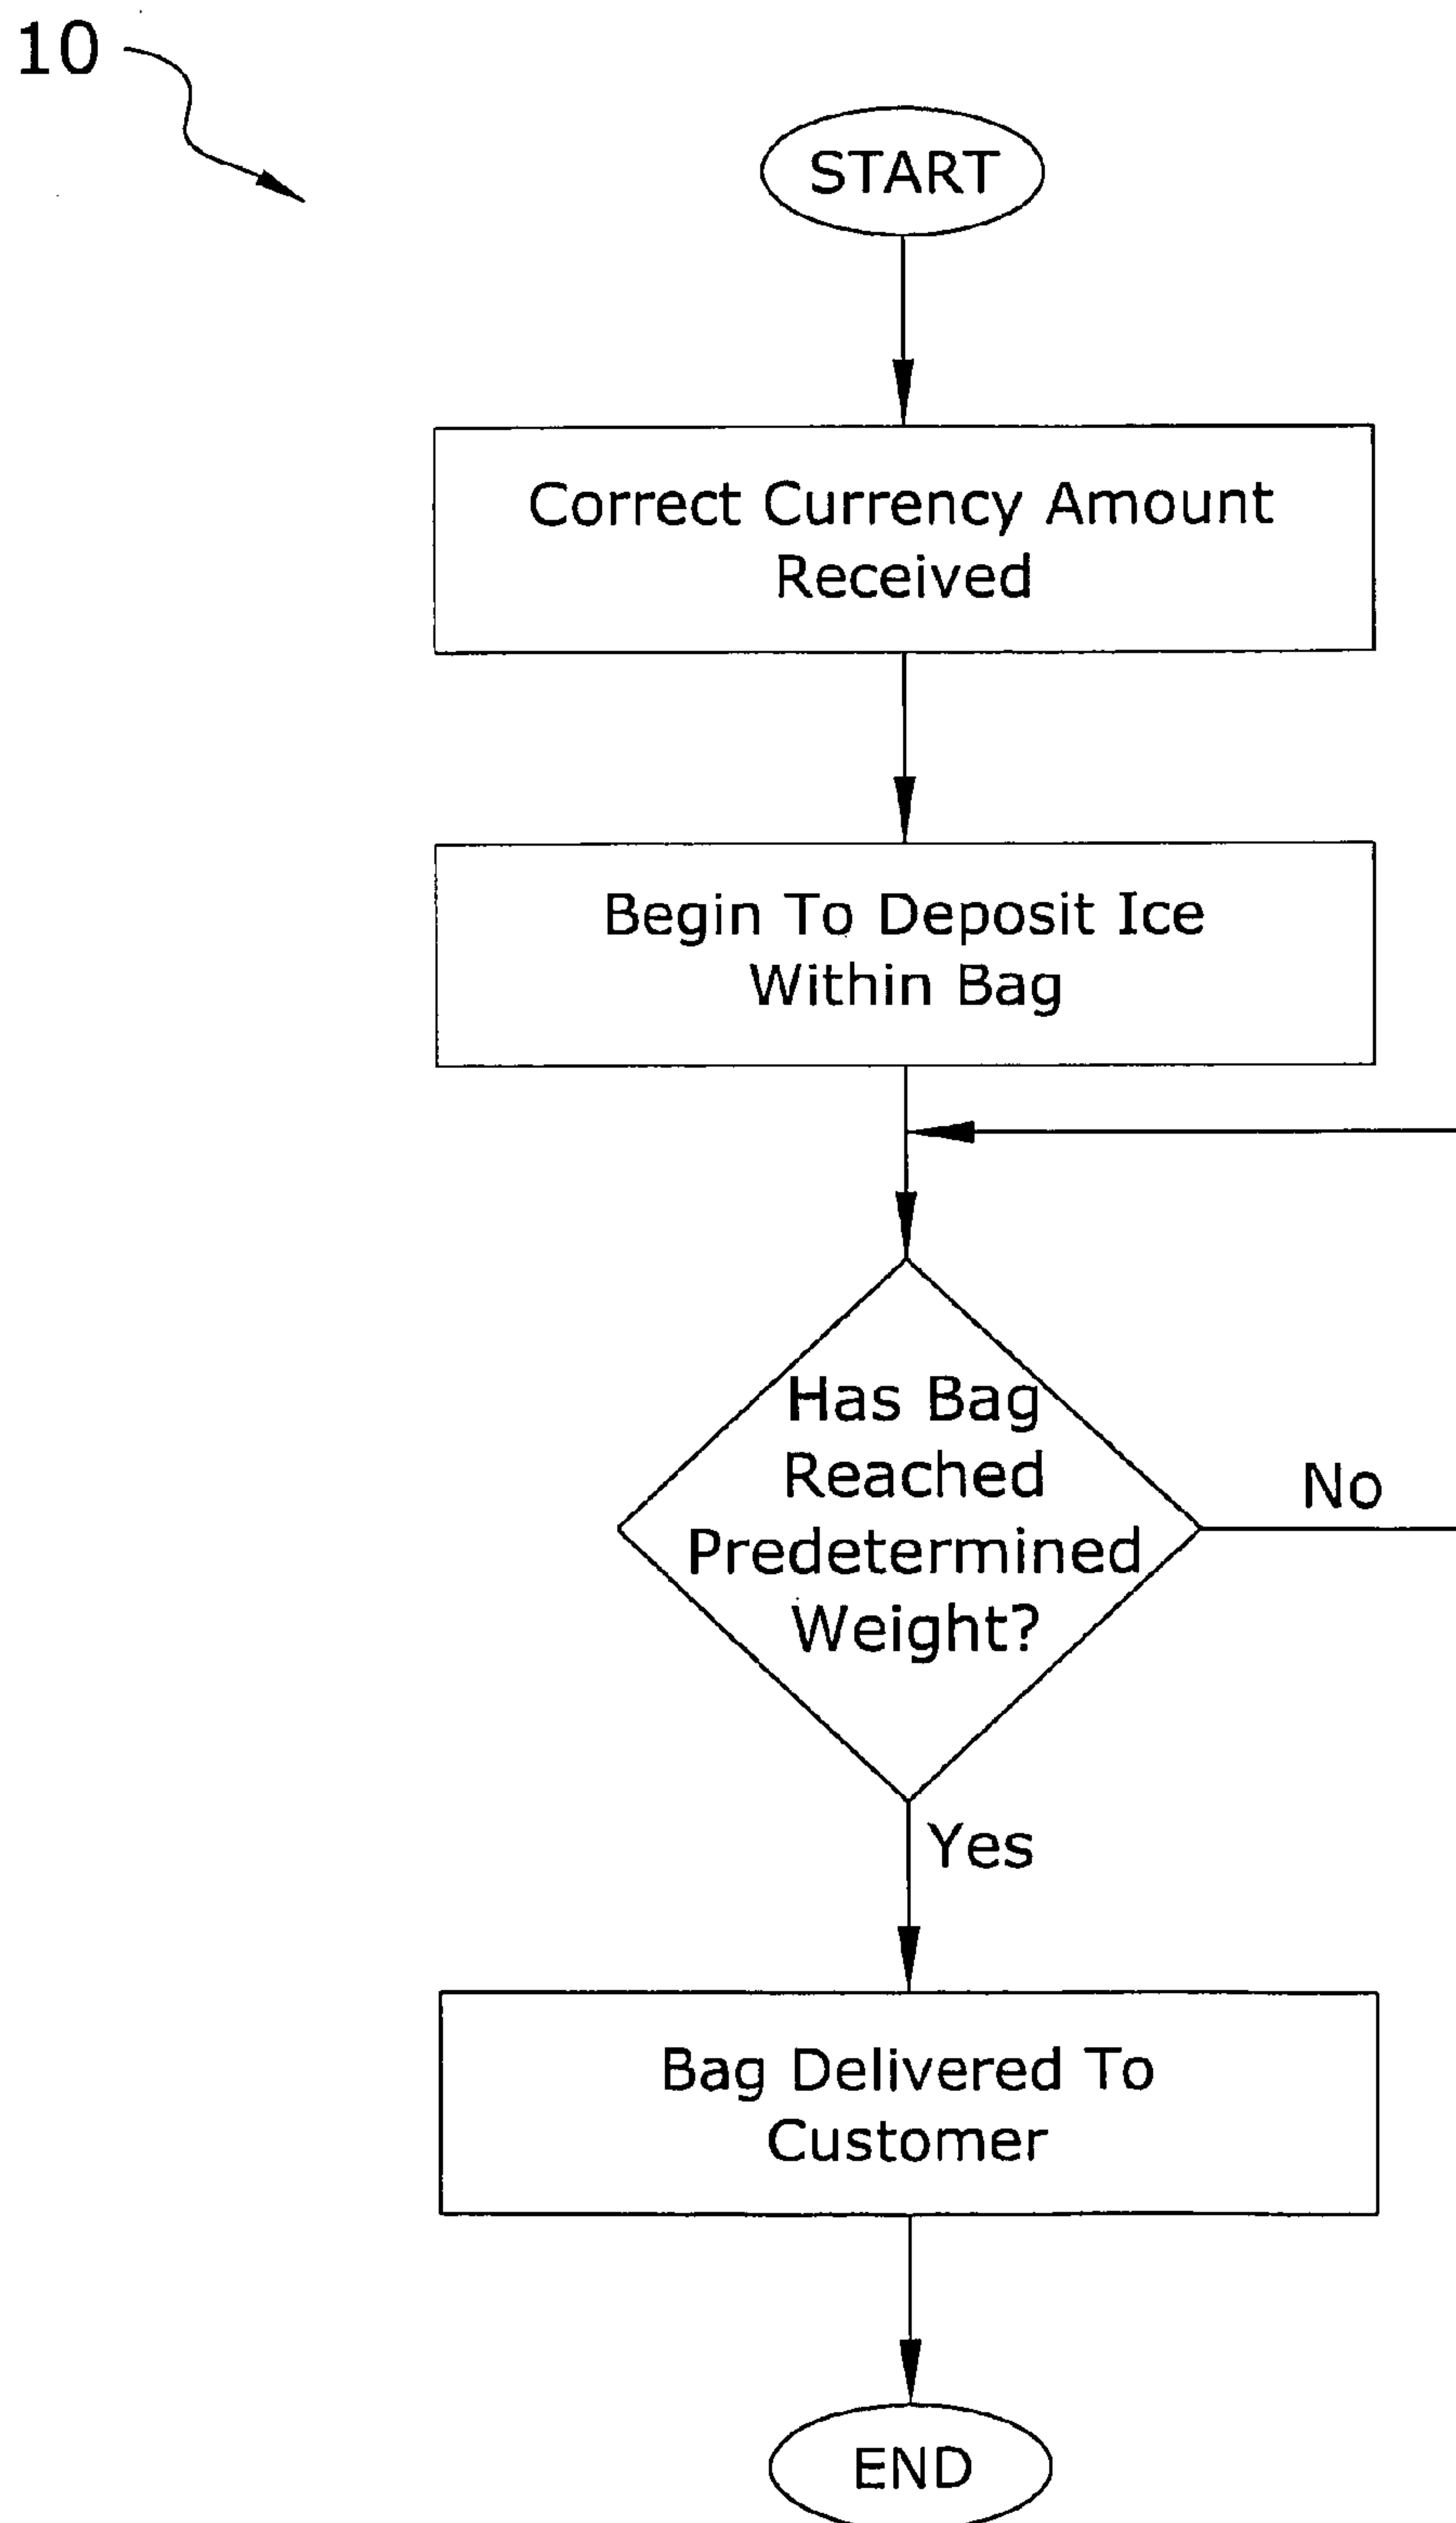 10
START
Correct Currency Amount
Received
Begin To Deposit Ice
Within Bag
Has Bag
Reached
Predetermined
Weight?
No
Yes
Bag Delivered To
Customer
END